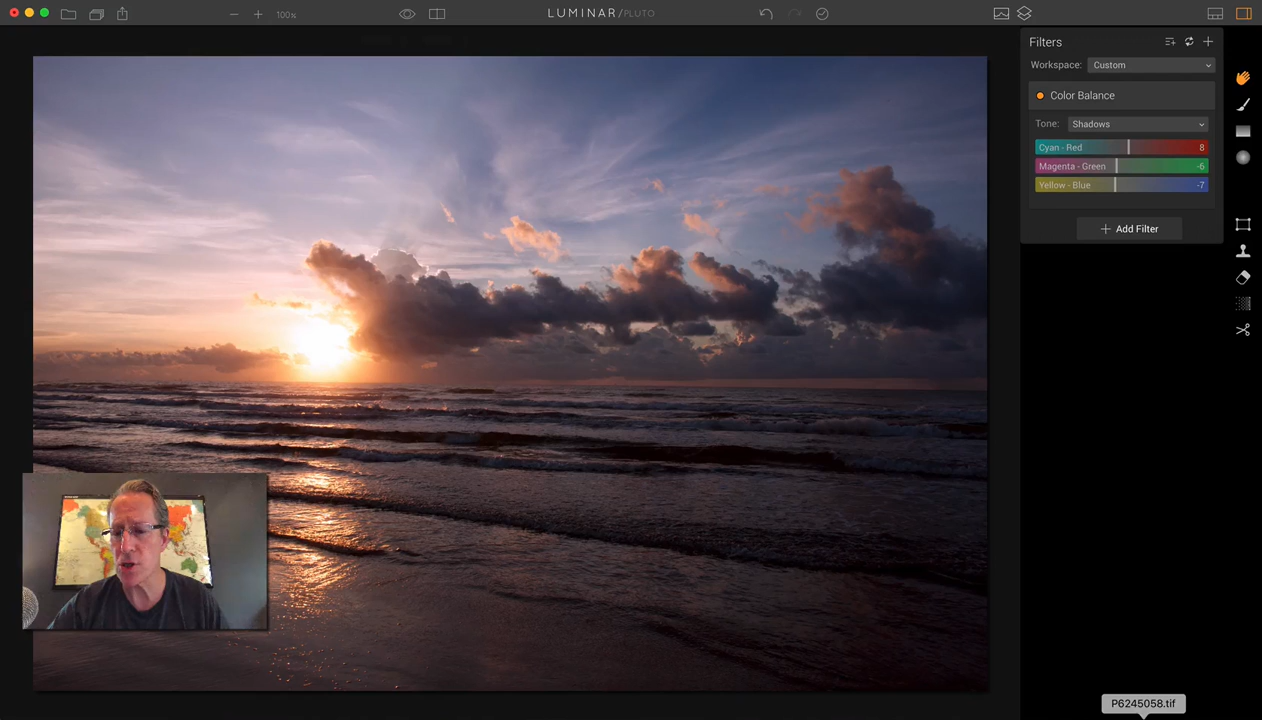 100%
LUMINAR/PLUTO
Filters
Workspace: Custom
Color Balance
Tone: Shadows
Cyan - Red 8
Magenta - Green -6
Yellow - Blue -7
Add Filter
P6245058.tif